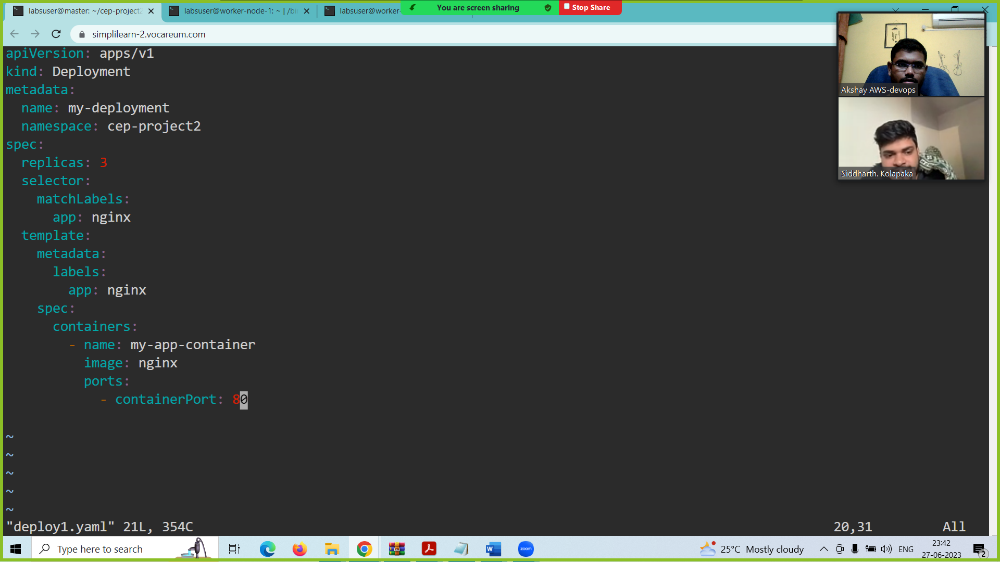 labsuser@master: ~/cep-project2
labsuser@worker-node-1: ~ | /bi
labsuser@worker-
You are screen sharing
Stop Share
simplilearn-2.vocareum.com
apiVersion: apps/v1
kind: Deployment
metadata:
  name: my-deployment
  namespace: cep-project2
spec:
  replicas: 3
  selector:
    matchLabels:
      app: nginx
  template:
    metadata:
      labels:
        app: nginx
    spec:
      containers:
        - name: my-app-container
          image: nginx
          ports:
            - containerPort: 80
~
~
~
~
~
"deploy1.yaml" 21L, 354C
20,31
All
Akshay AWS-devops
Siddharth. Kolapaka
Type here to search
zoom
25°C Mostly cloudy
ENG
23:42
27-06-2023
2